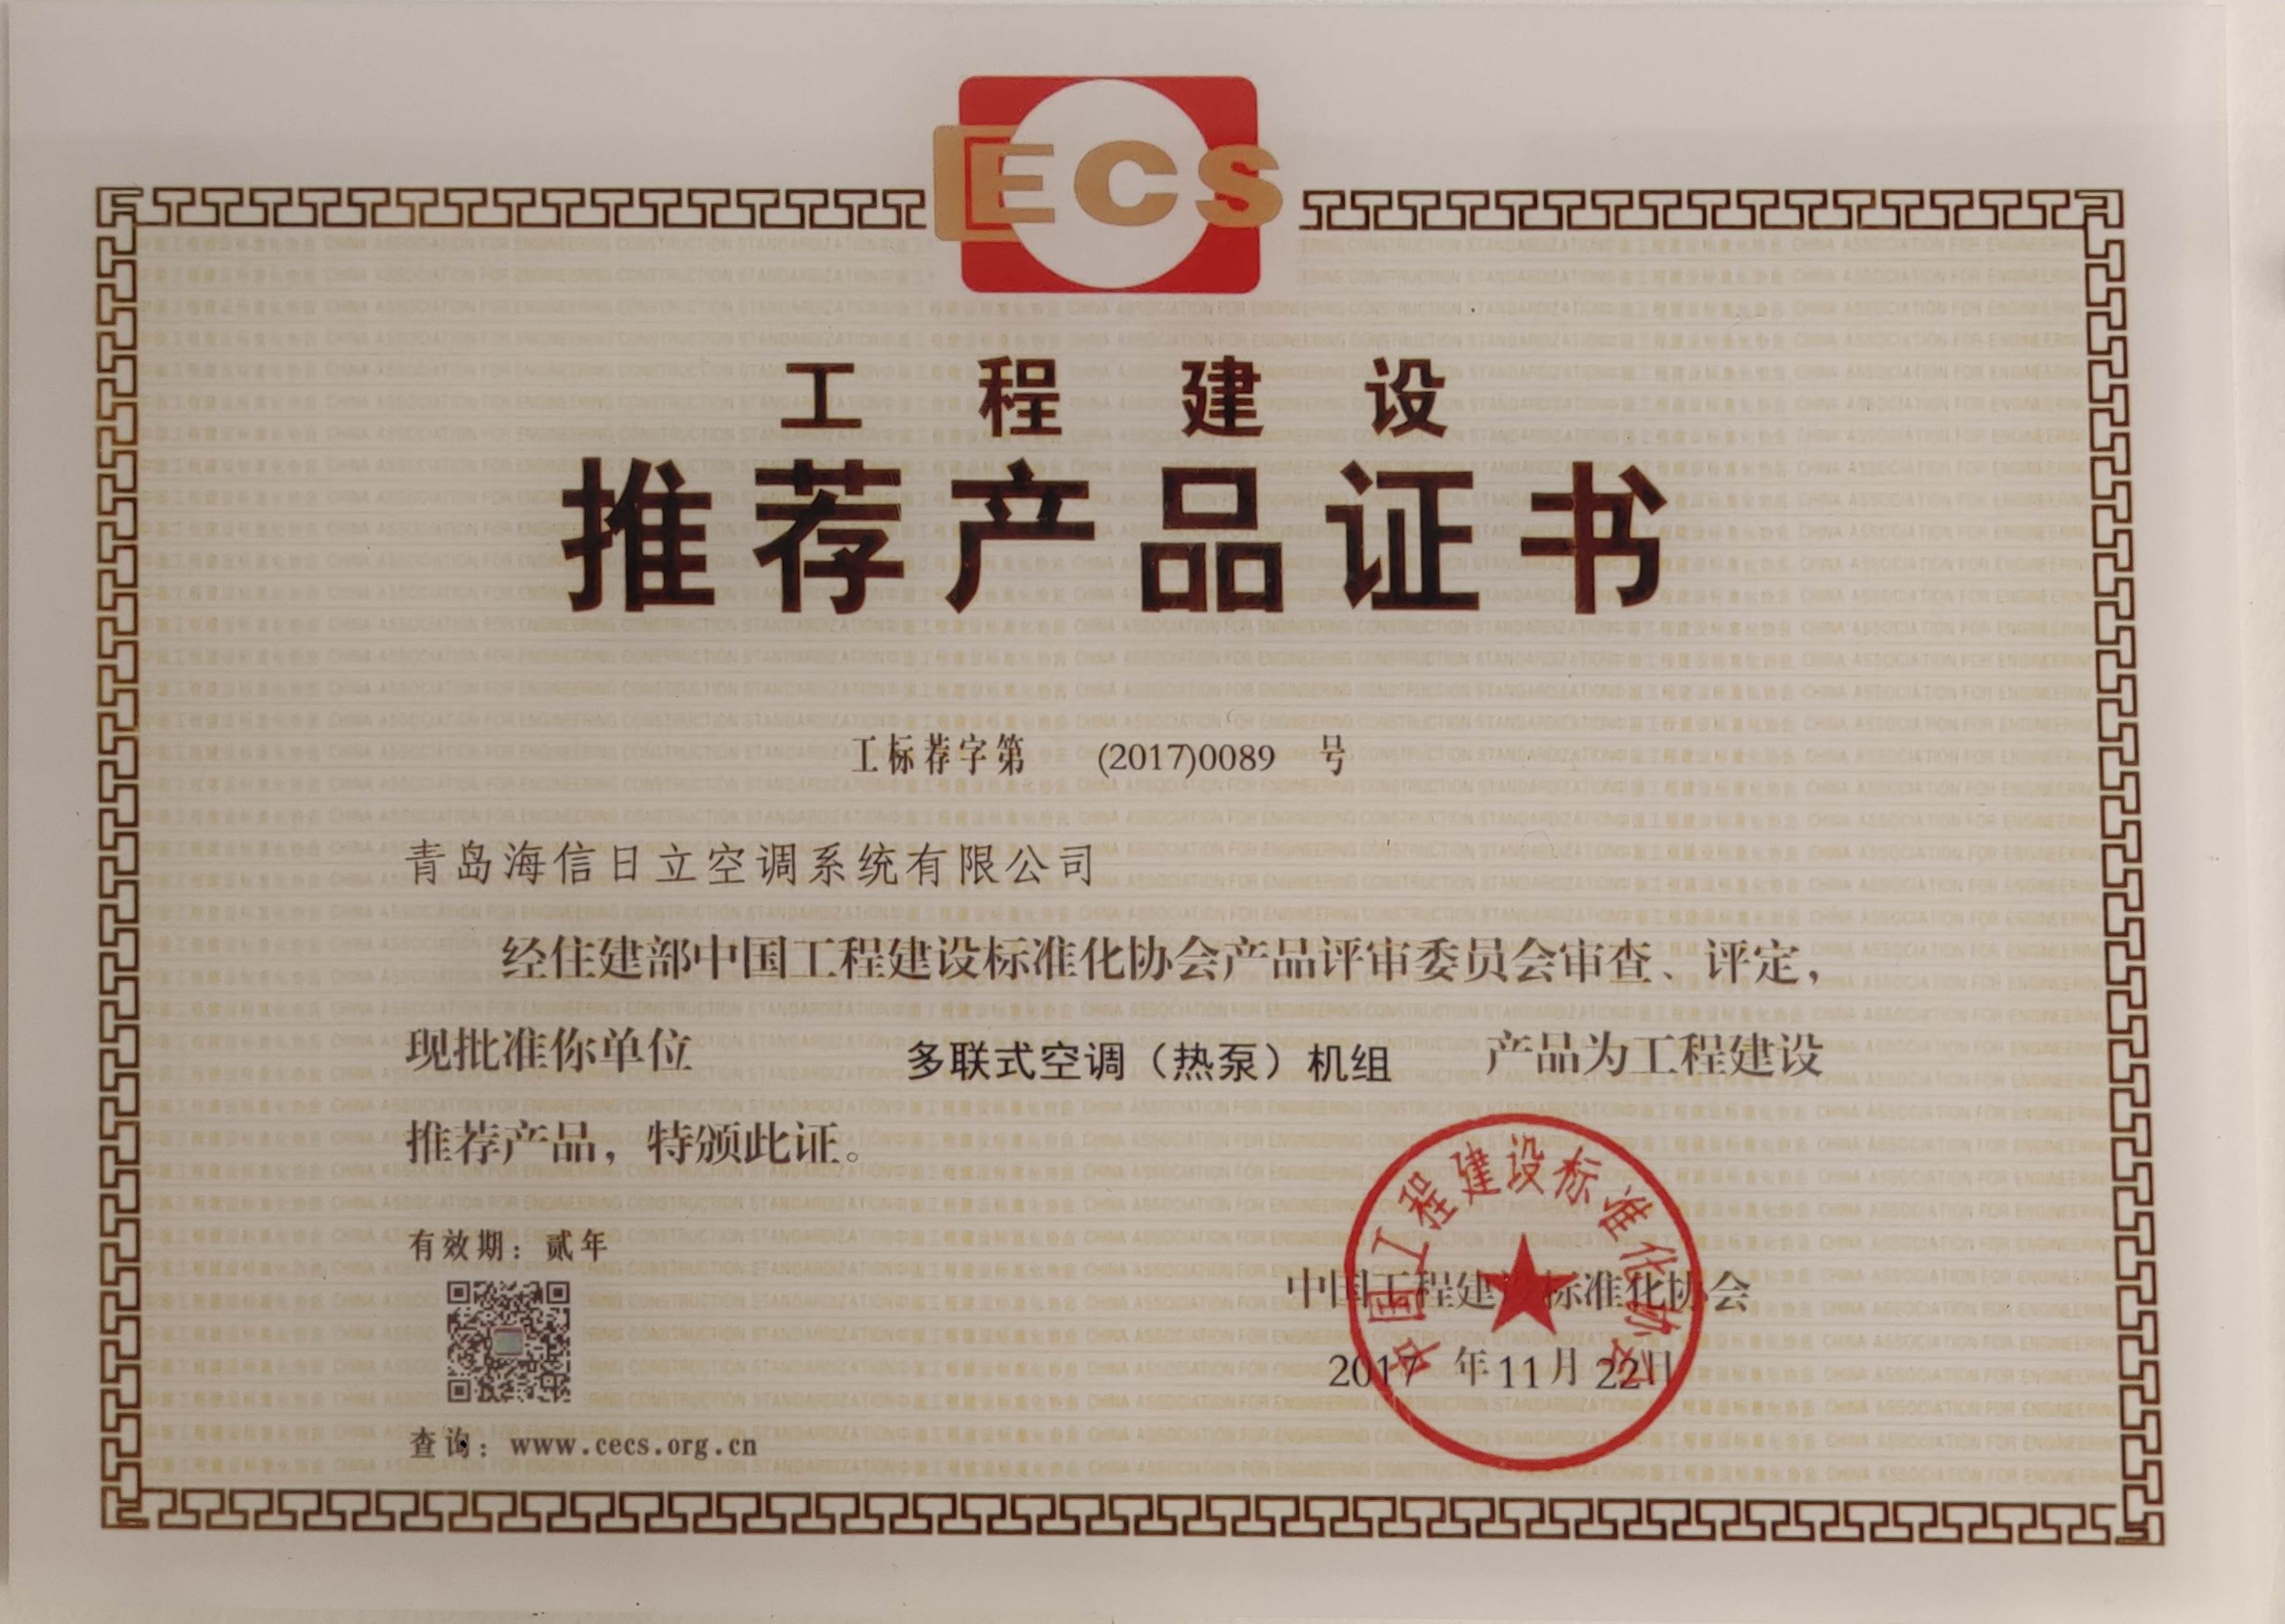 ECS
工程建设
推荐产品证书
工标荐字第 (2017)0089 号
青岛海信日立空调系统有限公司
经住建部中国工程建设标准化协会产品评审委员会审查、评定，
现批准你单位 多联式空调（热泵）机组 产品为工程建设
推荐产品，特颁此证。
有效期：贰年
中国工程建设标准化协会
中国工程建设标准化协会
2017 年 11 月 22 日
查询：www.cecs.org.cn